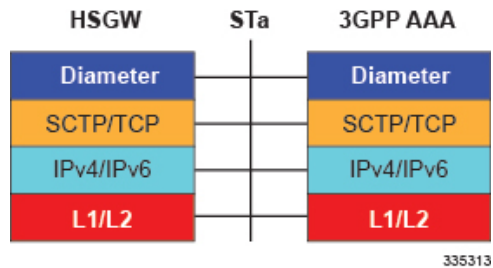 HSGW STa 3GPP AAA
Diameter Diameter
SCTP/TCP SCTP/TCP
IPv4/IPv6 IPv4/IPv6
L1/L2 L1/L2
335313